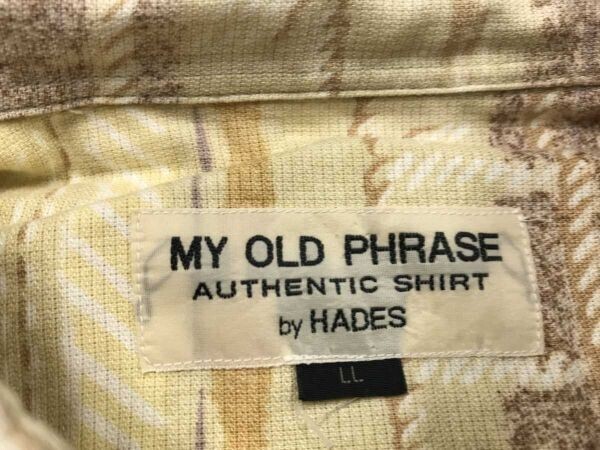 MY OLD PHRASE
AUTHENTIC SHIRT
by HADES
LL